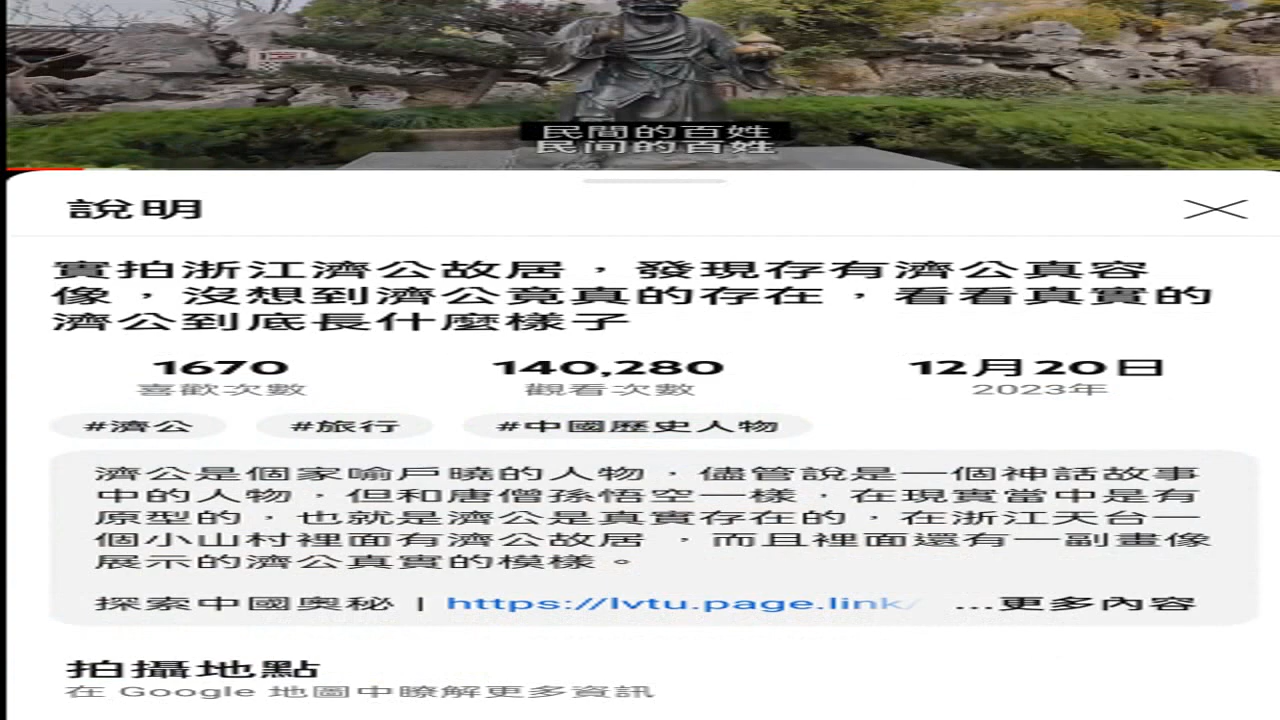 民間的百姓
民间的百姓
說明
實拍浙江濟公故居，發現存有濟公真容
像，沒想到濟公竟真的存在，看看真實的
濟公到底長什麼樣子
1670
喜歡次數
140,280
觀看次數
12月20日
2023年
#濟公
#旅行
#中國歷史人物
濟公是個家喻戶曉的人物，儘管說是一個神話故事
中的人物，但和唐僧孫悟空一樣，在現實當中是有
原型的，也就是濟公是真實存在的，在浙江天台一
個小山村裡面有濟公故居 ，而且裡面還有一副畫像
展示的濟公真實的模樣。
探索中國奧秘 | https://lvtu.page.link/ ...更多內容
拍攝地點
在 Google 地圖中瞭解更多資訊